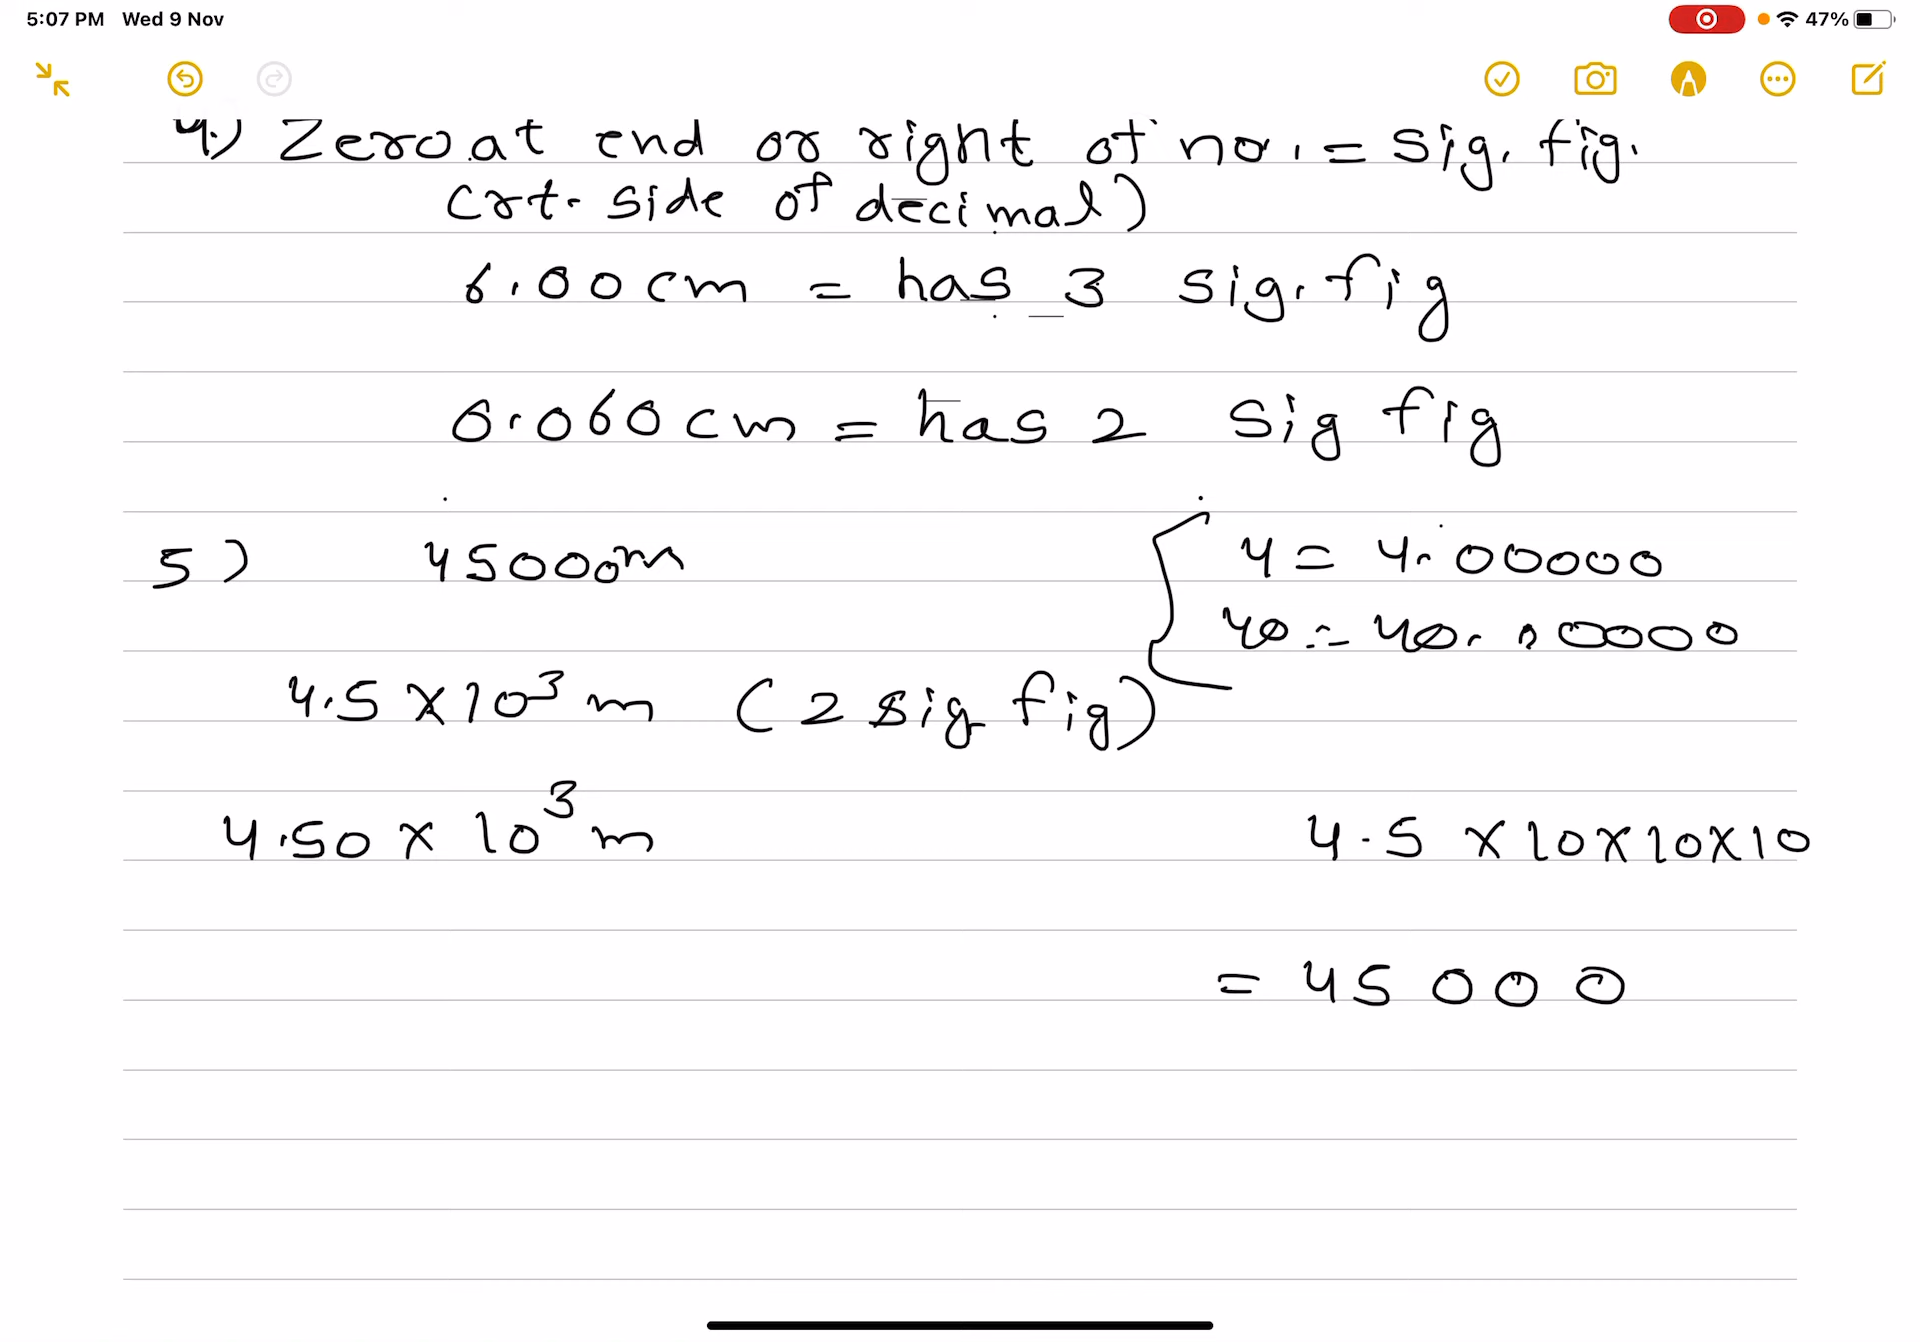 5:07 PM Wed 9 Nov 47%
4.) Zero at end or right of no. = Sig. fig.
(rt. side of decimal)
6.00 cm = has 3 sig. fig
0.060 cm = has 2 sig fig
5) 45000m
4 = 4.00000
40 = 40.00000
4.5 × 10³ m (2 sig fig)
4.50 × 10³ m
4.5 × 10 × 10 × 10
= 45000